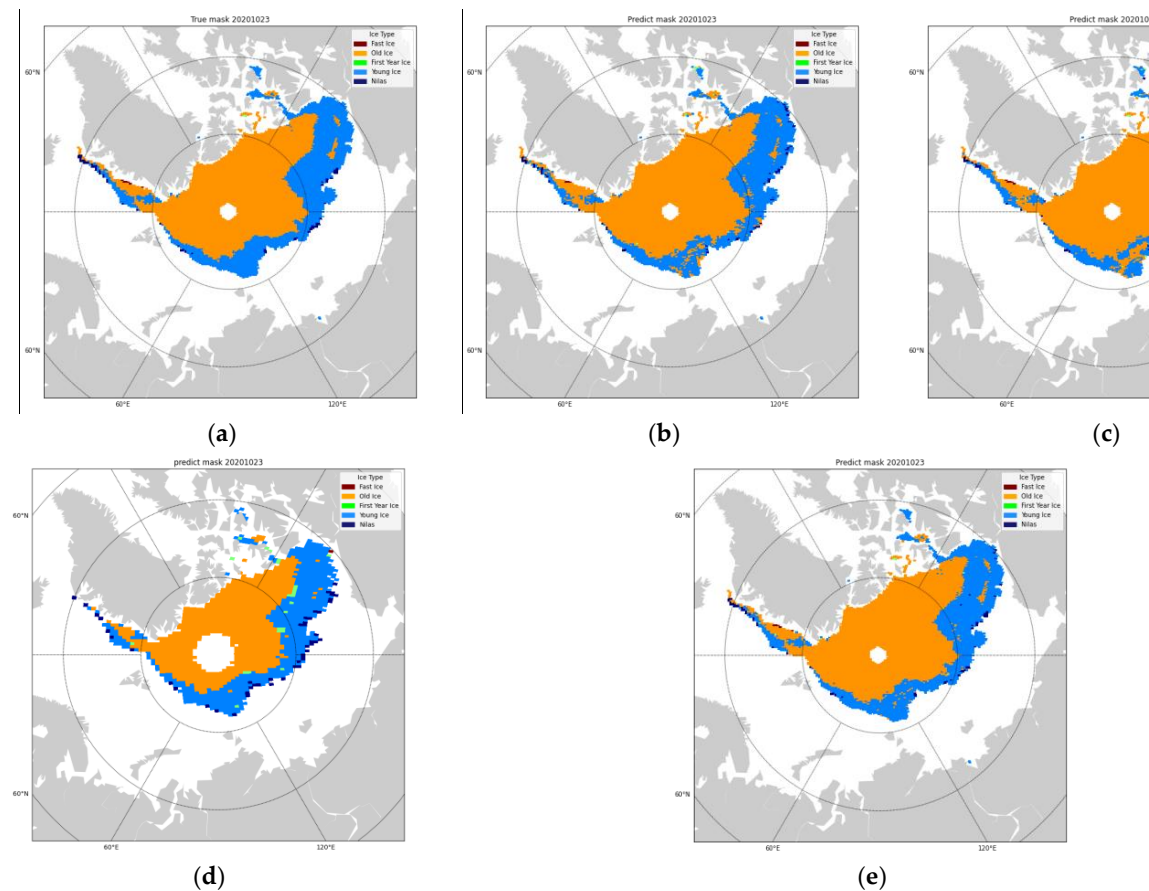 True mask 20201023
Ice Type
Fast Ice
Old Ice
First Year Ice
Young Ice
Nilas
60°N
60°N
60°E
120°E
(a)
Predict mask 20201023
Ice Type
Fast Ice
Old Ice
First Year Ice
Young Ice
Nilas
60°N
60°N
60°E
120°E
(b)
Predict mask 202010
60°N
60°N
60°E
(c)
predict mask 20201023
Ice Type
Fast Ice
Old Ice
First Year Ice
Young Ice
Nilas
60°N
60°N
60°E
120°E
(d)
Predict mask 20201023
Ice Type
Fast Ice
Old Ice
First Year Ice
Young Ice
Nilas
60°N
60°N
60°E
120°E
(e)